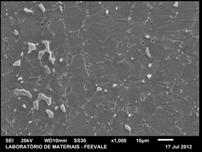 SEI 20kV WD10mm SS30 x1,000 10µm
LABORATÓRIO DE MATERIAIS - FEEVALE 17 Jul 2012